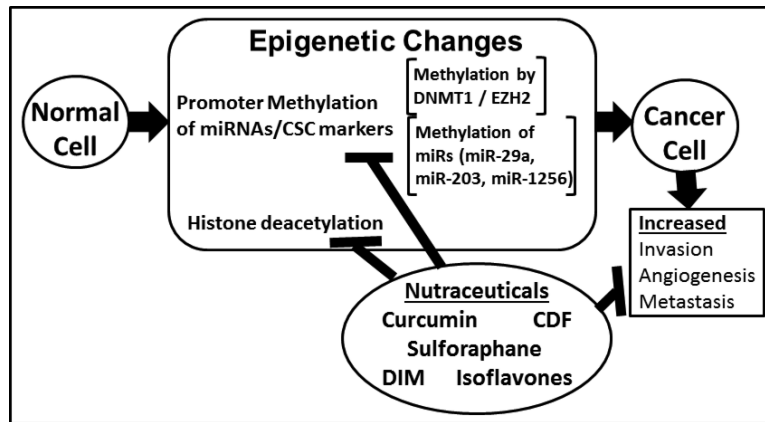 Epigenetic Changes
Normal
Cell
Promoter Methylation
of miRNAs/CSC markers
Methylation by
DNMT1 / EZH2
Methylation of
miRs (miR-29a,
miR-203, miR-1256)
Histone deacetylation
Cancer
Cell
Increased
Invasion
Angiogenesis
Metastasis
Nutraceuticals
Curcumin CDF
Sulforaphane
DIM Isoflavones